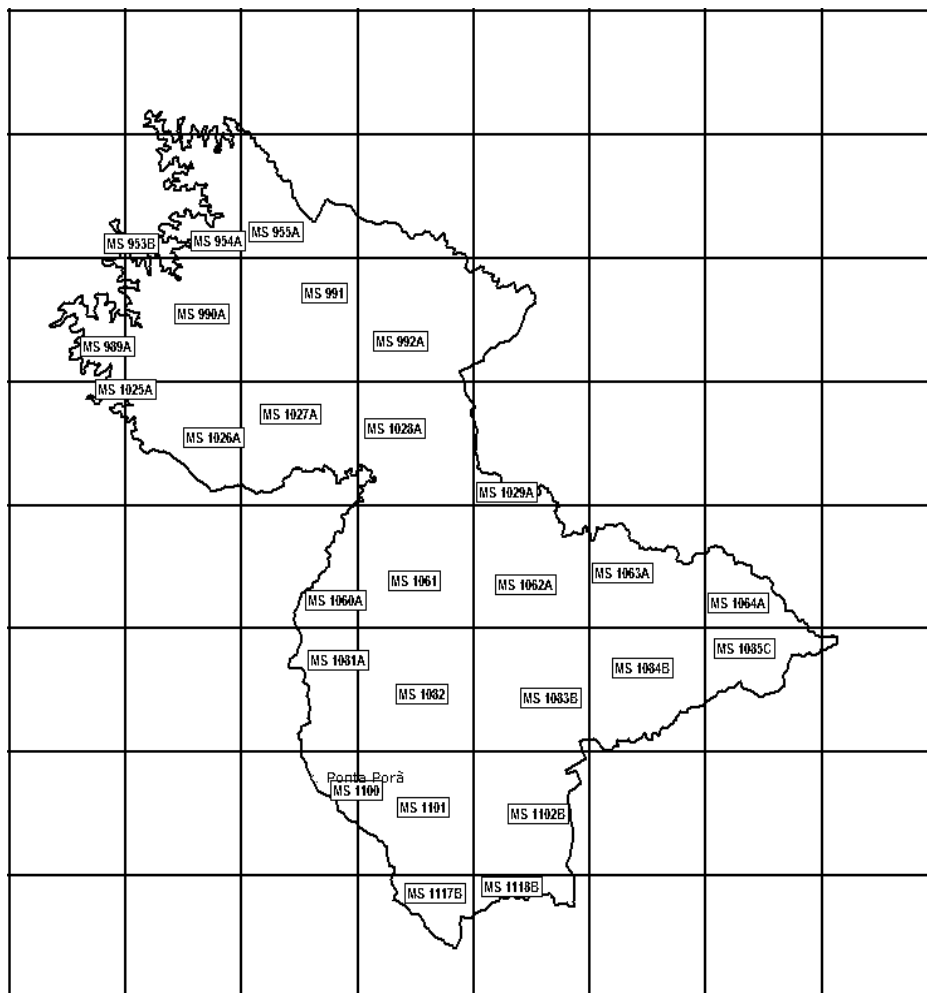 MS 955A
MS 954A
MS 953B
MS 991
MS 990A
MS 992A
MS 989A
MS 1025A
MS 1027A
MS 1028A
MS 1026A
MS 1029A
MS 1063A
MS 1061
MS 1062A
MS 1060A
MS 1064A
MS 1085C
MS 1081A
MS 1084B
MS 1082
MS 1083B
Ponta Porã
MS 1100
MS 1101
MS 1102B
MS 1118B
MS 1117B